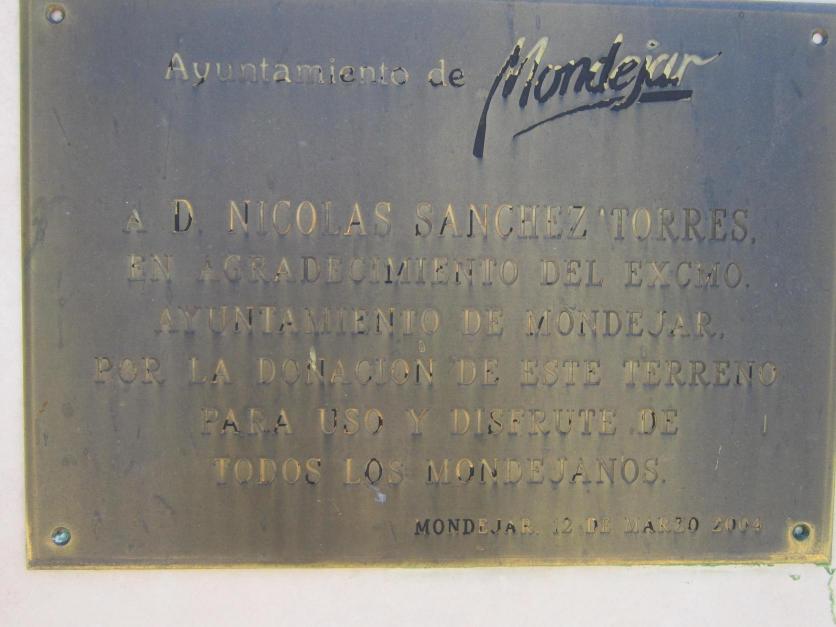 Ayuntamiento de Mondejar
A D. NICOLAS SANCHEZ TORRES,
EN AGRADECIMIENTO DEL EXCMO.
AYUNTAMIENTO DE MONDEJAR,
POR LA DONACION DE ESTE TERRENO
PARA USO Y DISFRUTE DE
TODOS LOS MONDEJANOS.
MONDEJAR, 12 DE MARZO 2004